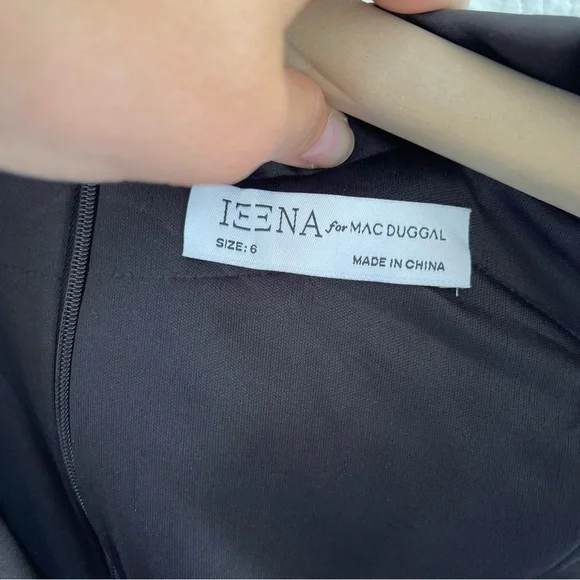 IEENA for MAC DUGGAL
SIZE: 6
MADE IN CHINA